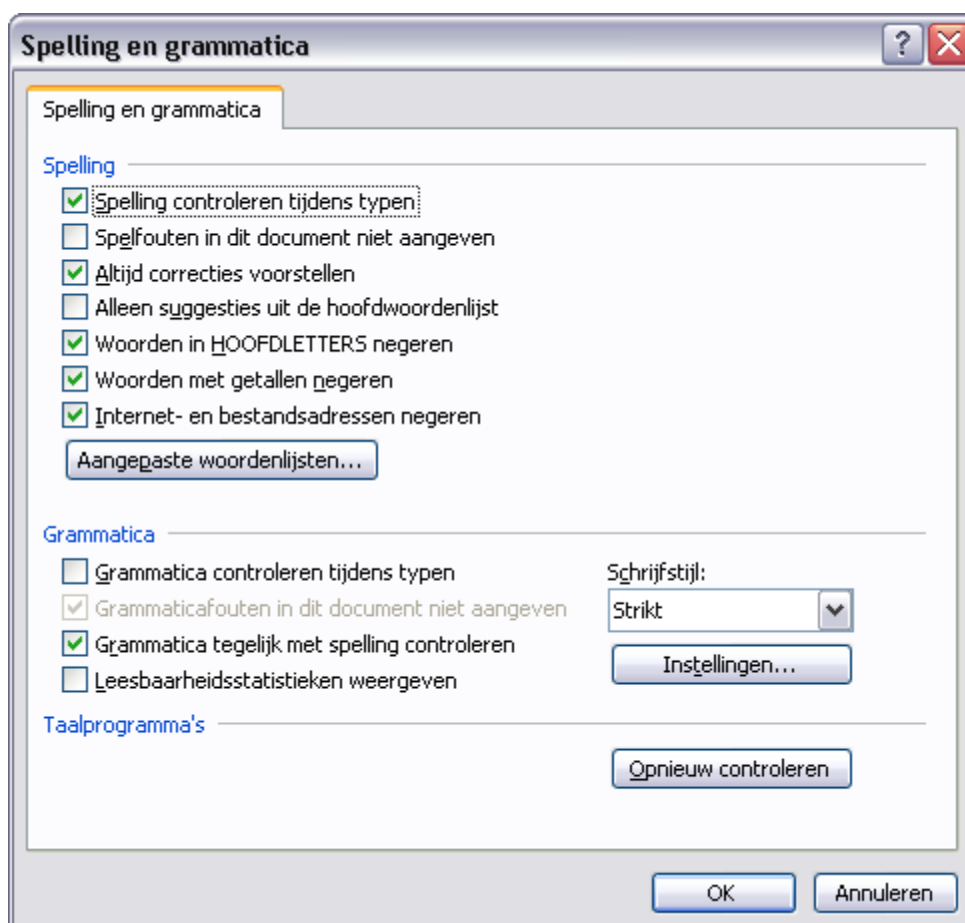 Spelling en grammatica
Spelling en grammatica
Spelling
Spelling controleren tijdens typen
Spelfouten in dit document niet aangeven
Altijd correcties voorstellen
Alleen suggesties uit de hoofdwoordenlijst
Woorden in HOOFDLETTERS negeren
Woorden met getallen negeren
Internet- en bestandsadressen negeren
Aangepaste woordenlijsten...
Grammatica
Grammatica controleren tijdens typen
Grammaticafouten in dit document niet aangeven
Grammatica tegelijk met spelling controleren
Leesbaarheidsstatistieken weergeven
Schrijfstijl:
Strikt
Instellingen...
Taalprogramma's
Opnieuw controleren
OK Annuleren